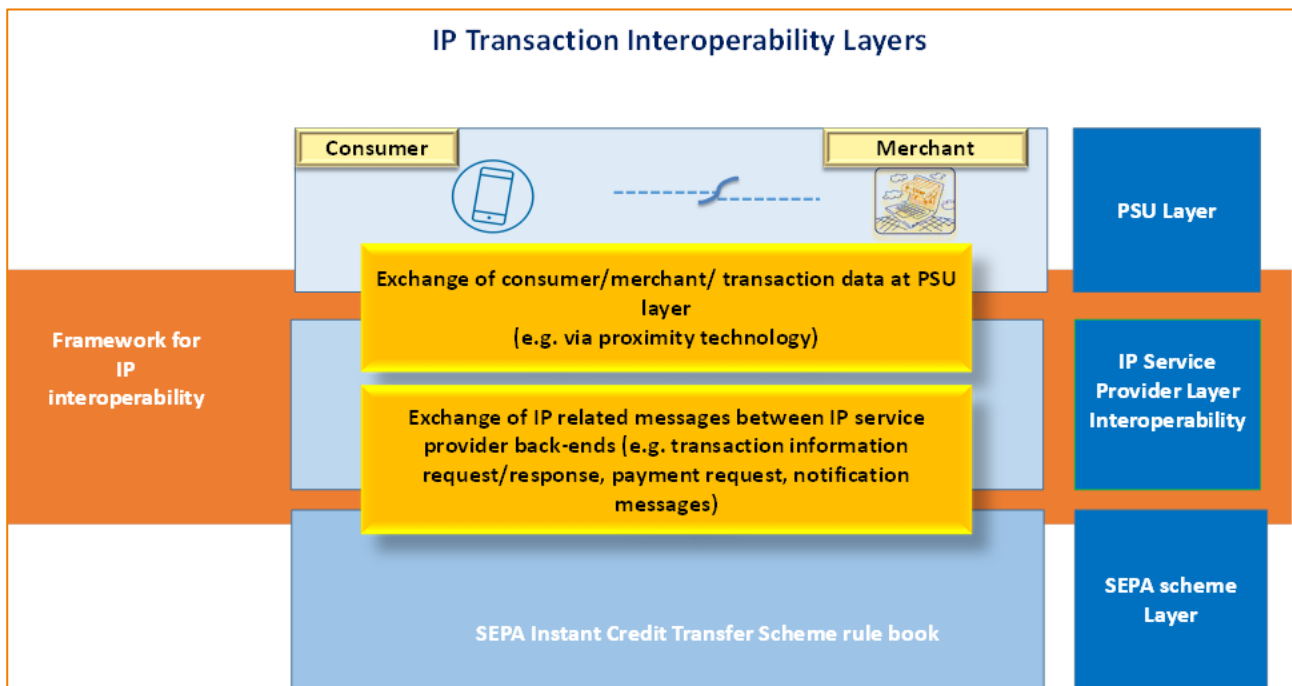 IP Transaction Interoperability Layers
Consumer
Merchant
PSU Layer
Exchange of consumer/merchant/ transaction data at PSU
layer
(e.g. via proximity technology)
Framework for
IP
interoperability
IP Service
Provider Layer
Interoperability
Exchange of IP related messages between IP service
provider back-ends (e.g. transaction information
request/response, payment request, notification
messages)
SEPA scheme
Layer
SEPA Instant Credit Transfer Scheme rule book